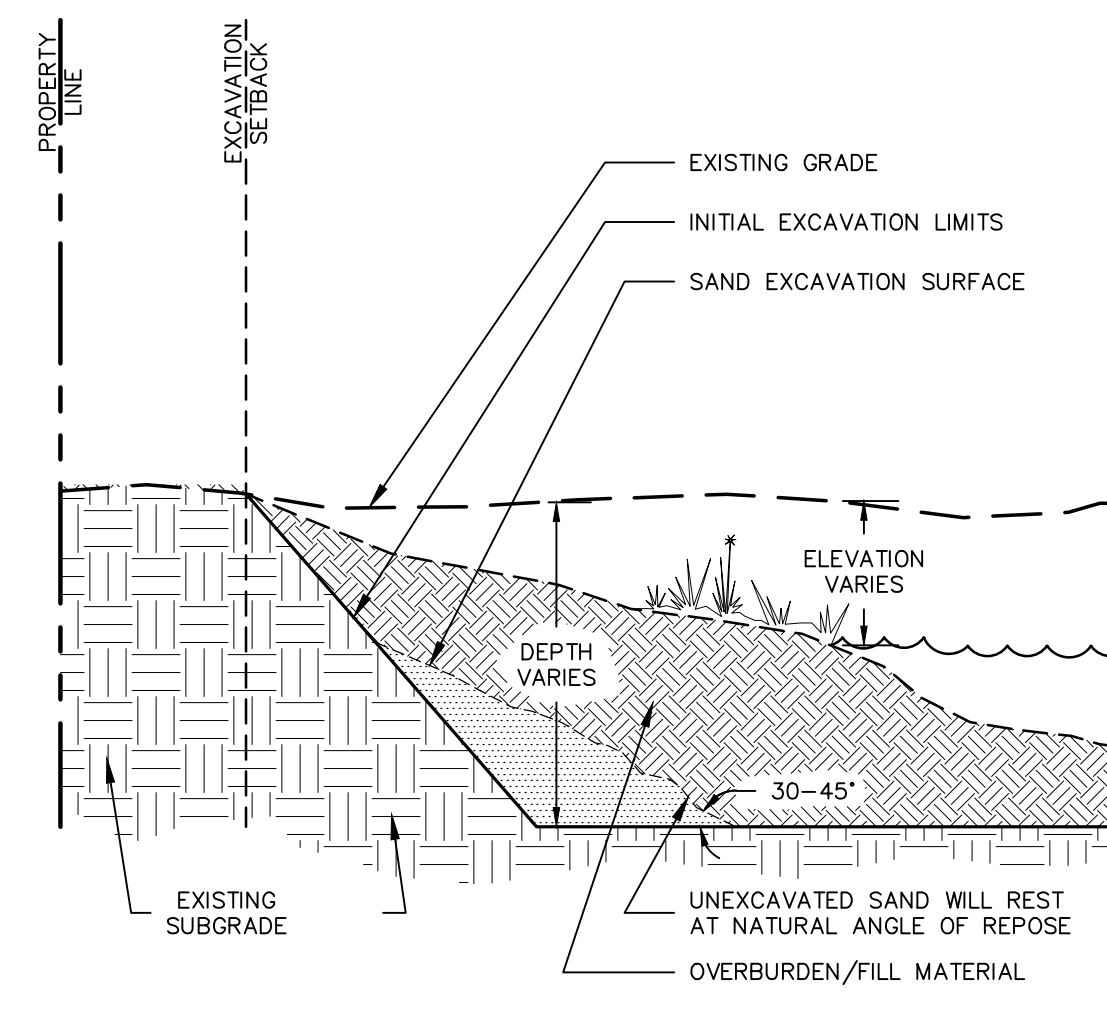 PROPERTY
LINE
EXCAVATION
SETBACK
EXISTING GRADE
INITIAL EXCAVATION LIMITS
SAND EXCAVATION SURFACE
ELEVATION
VARIES
DEPTH
VARIES
30-45°
EXISTING
SUBGRADE
UNEXCAVATED SAND WILL REST
AT NATURAL ANGLE OF REPOSE
OVERBURDEN/FILL MATERIAL